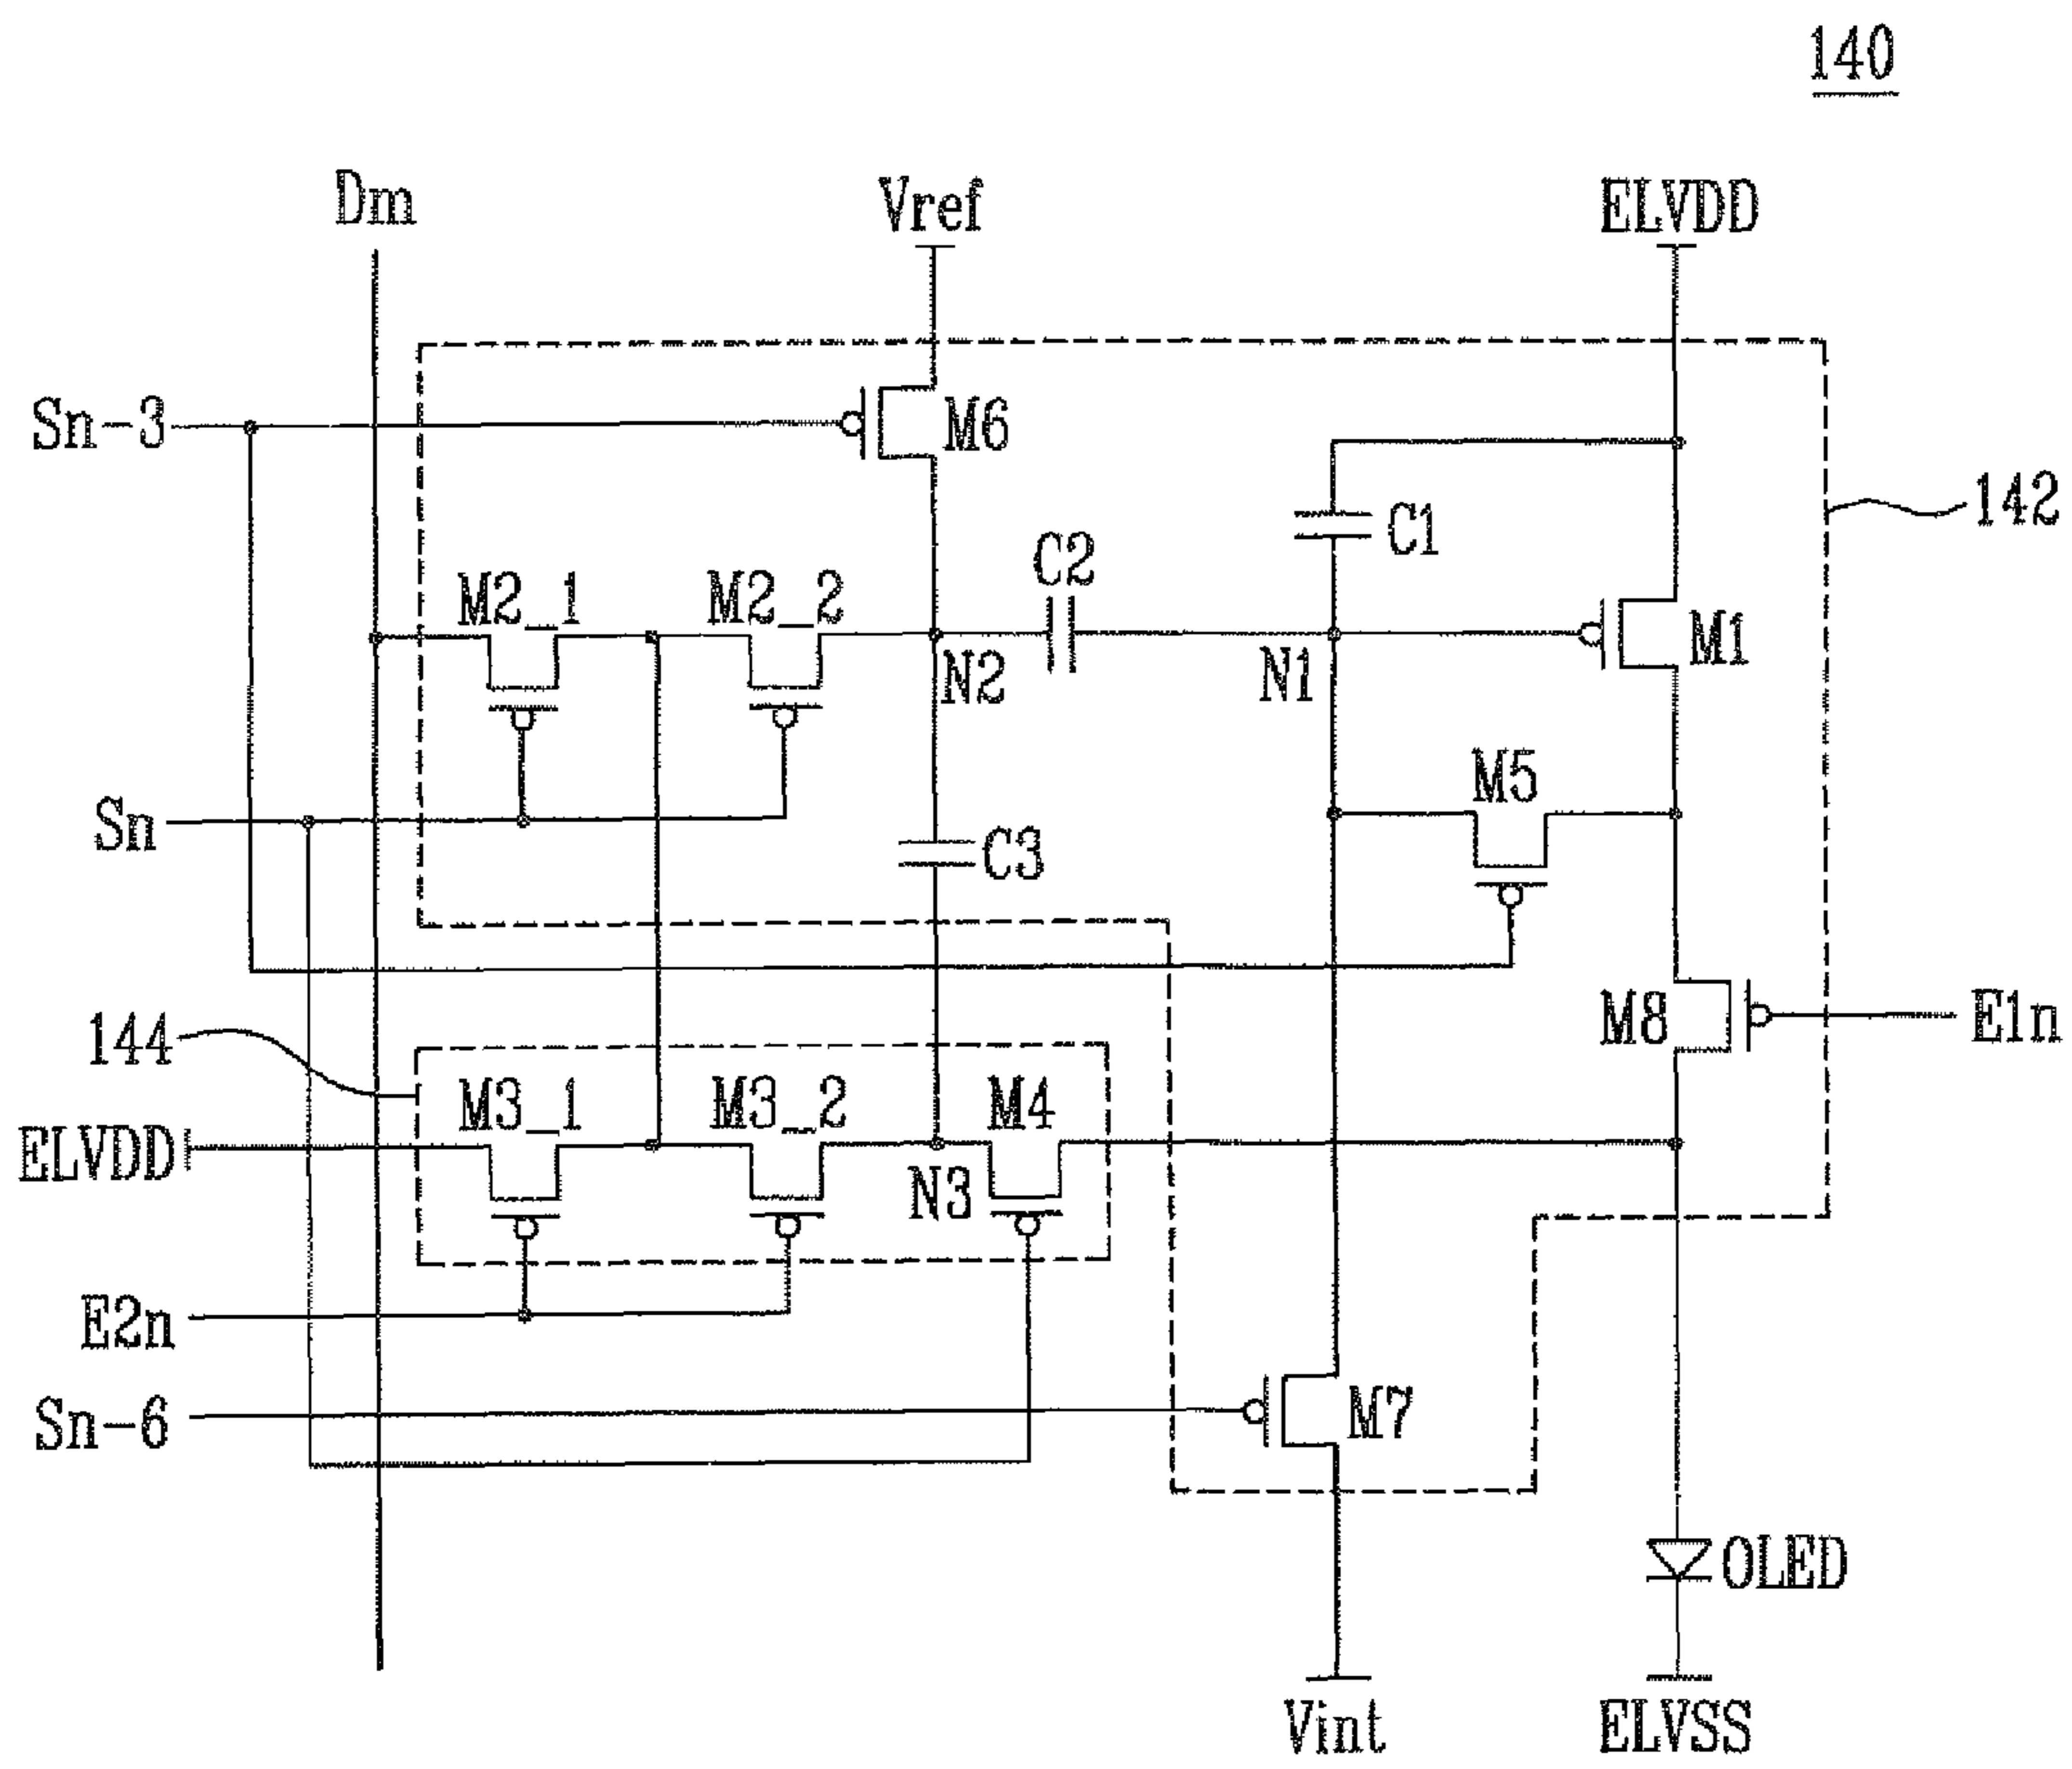 140
Dm
Vref
ELVDD
Sn-3
M6
142
C1
C2
M2_1
M2_2
M1
N2
N1
M5
Sn
C3
M8
E1n
144
M3_1
M3_2
M4
ELVDD
N3
E2n
M7
Sn-6
OLED
Vint
ELVSS